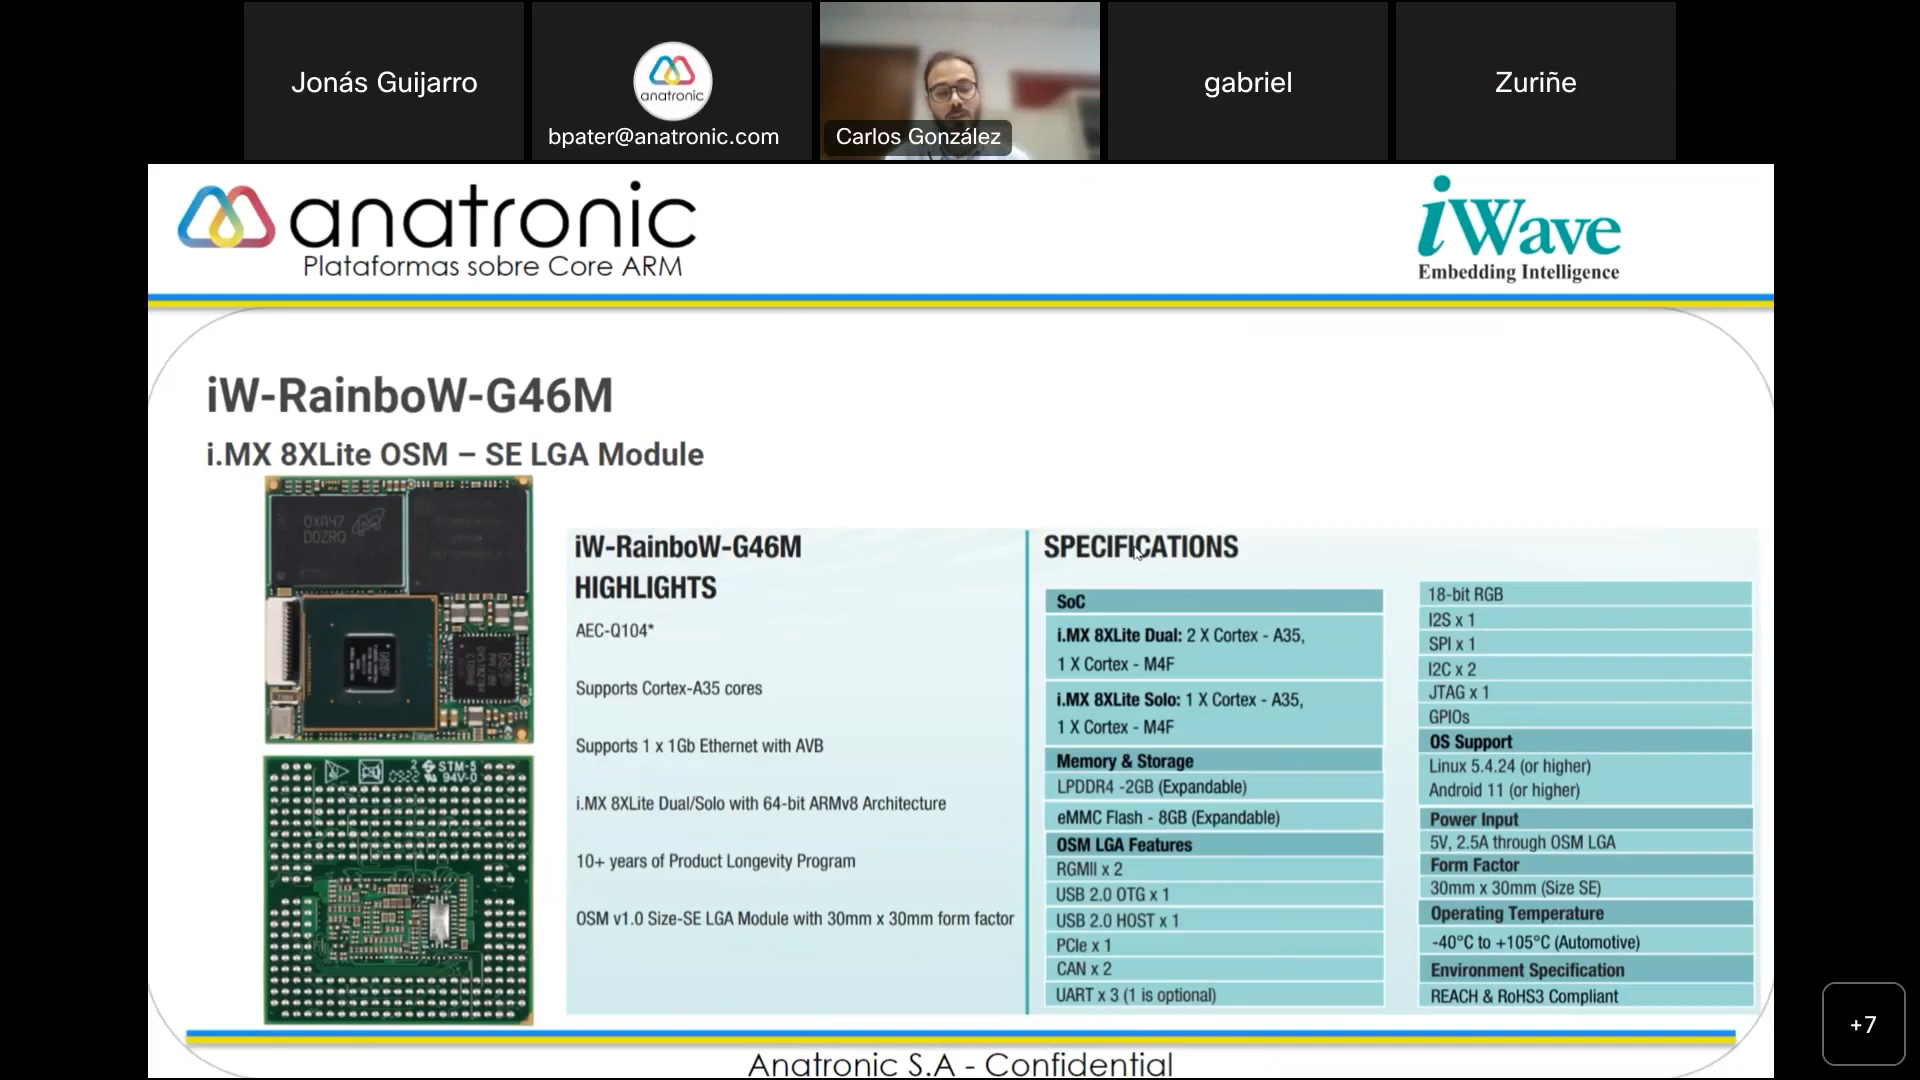 Jonás Guijarro
anatronic
bpater@anatronic.com
Carlos González
gabriel
Zuriñe
anatronic
Plataformas sobre Core ARM
iWave
Embedding Intelligence
iW-RainboW-G46M
i.MX 8XLite OSM – SE LGA Module
OXA47
D0ZRQ
STM-5
94V-0
0922
iW-RainboW-G46M
HIGHLIGHTS
AEC-Q104*
Supports Cortex-A35 cores
Supports 1 x 1Gb Ethernet with AVB
i.MX 8XLite Dual/Solo with 64-bit ARMv8 Architecture
10+ years of Product Longevity Program
OSM v1.0 Size-SE LGA Module with 30mm x 30mm form factor
SPECIFICATIONS
SoC
i.MX 8XLite Dual: 2 X Cortex - A35,
1 X Cortex - M4F
i.MX 8XLite Solo: 1 X Cortex - A35,
1 X Cortex - M4F
Memory & Storage
LPDDR4 -2GB (Expandable)
eMMC Flash - 8GB (Expandable)
OSM LGA Features
RGMII x 2
USB 2.0 OTG x 1
USB 2.0 HOST x 1
PCIe x 1
CAN x 2
UART x 3 (1 is optional)
18-bit RGB
I2S x 1
SPI x 1
I2C x 2
JTAG x 1
GPIOs
OS Support
Linux 5.4.24 (or higher)
Android 11 (or higher)
Power Input
5V, 2.5A through OSM LGA
Form Factor
30mm x 30mm (Size SE)
Operating Temperature
-40°C to +105°C (Automotive)
Environment Specification
REACH & RoHS3 Compliant
Anatronic S.A - Confidential
+7